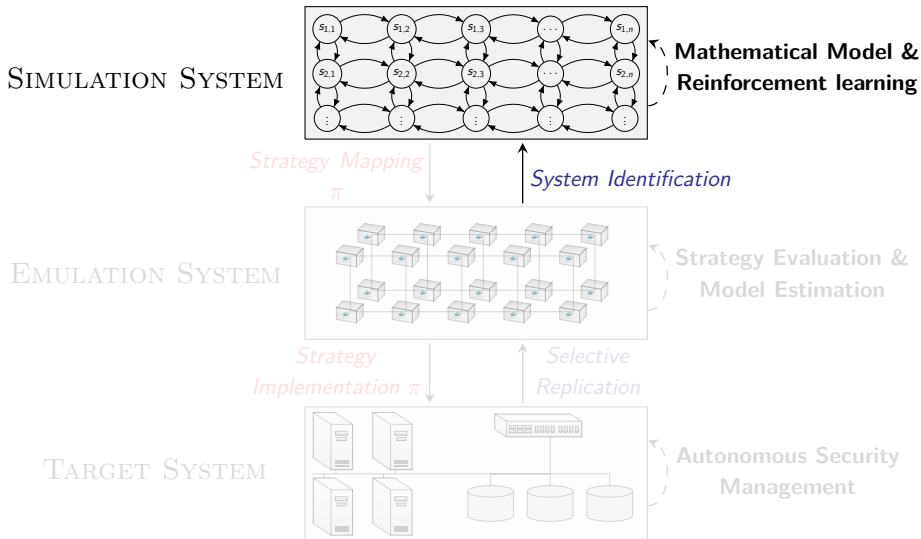 s1,1 s1,2 s1,3 ... s1,n
s2,1 s2,2 s2,3 ... s2,n
⋮ ⋮ ⋮ ⋮ ⋮
SIMULATION SYSTEM
Mathematical Model &
Reinforcement learning
Strategy Mapping
π
System Identification
EMULATION SYSTEM
Strategy Evaluation &
Model Estimation
Strategy
Implementation π
Selective
Replication
TARGET SYSTEM
Autonomous Security
Management